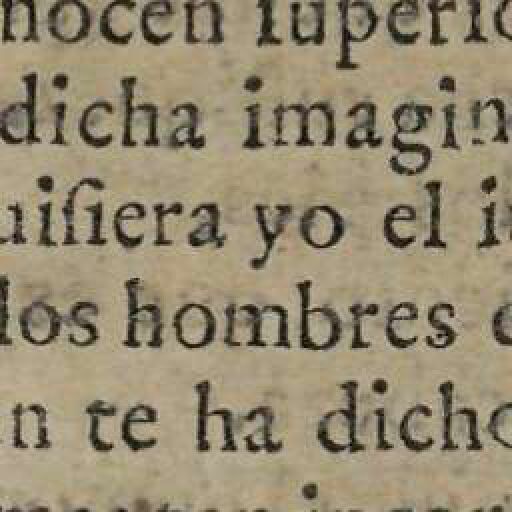 nocen ſuperio
dicha imagin
uiſiera yo el i
los hombres
n te ha dicho